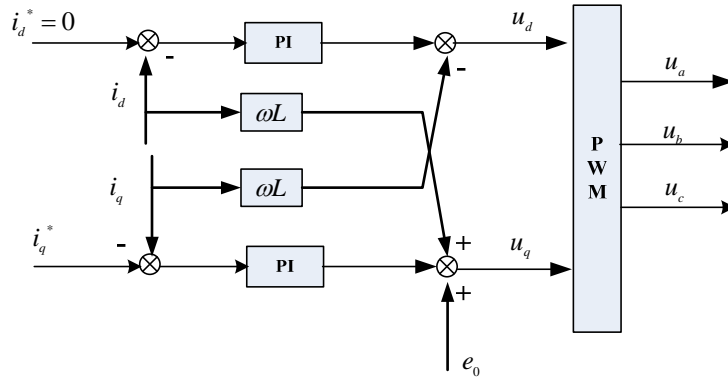 i_d^* = 0
-
PI
-
u_d
i_d
ωL
i_q
ωL
i_q^*
-
PI
+
+
u_q
e_0
P
W
M
u_a
u_b
u_c